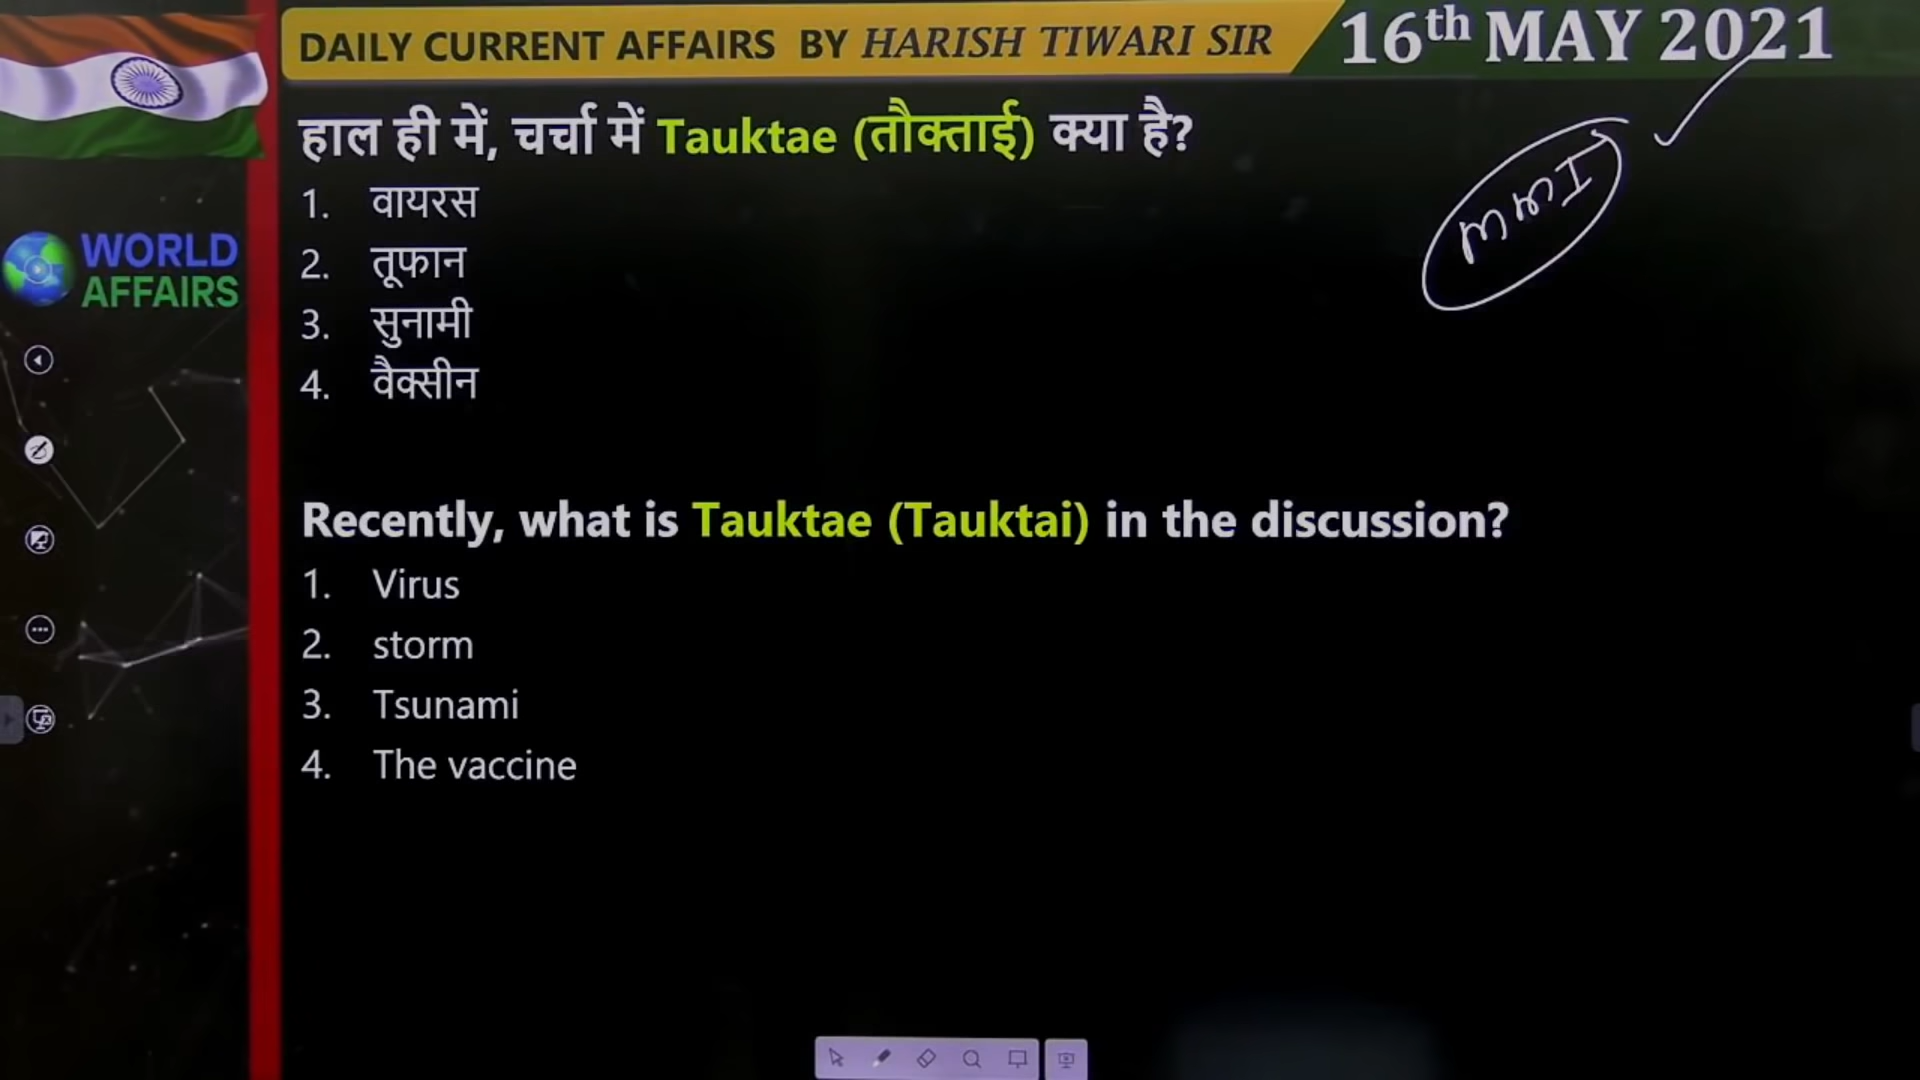 DAILY CURRENT AFFAIRS BY HARISH TIWARI SIR
16th MAY 2021
हाल ही में, चर्चा में Tauktae (तौक्ताई) क्या है?
1. वायरस
2. तूफान
3. सुनामी
4. वैक्सीन
WORLD
AFFAIRS
Recently, what is Tauktae (Tauktai) in the discussion?
1. Virus
2. storm
3. Tsunami
4. The vaccine